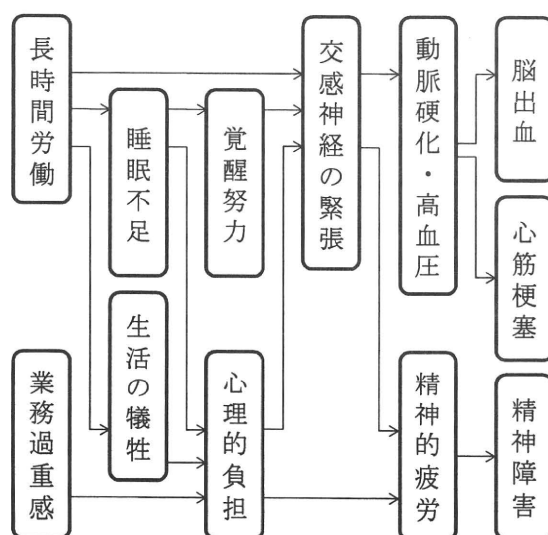 長時間労働
睡眠不足
覚醒努力
交感神経の緊張
動脈硬化・高血圧
脳出血
心筋梗塞
業務過重感
生活の犠牲
心理的負担
精神的疲労
精神障害